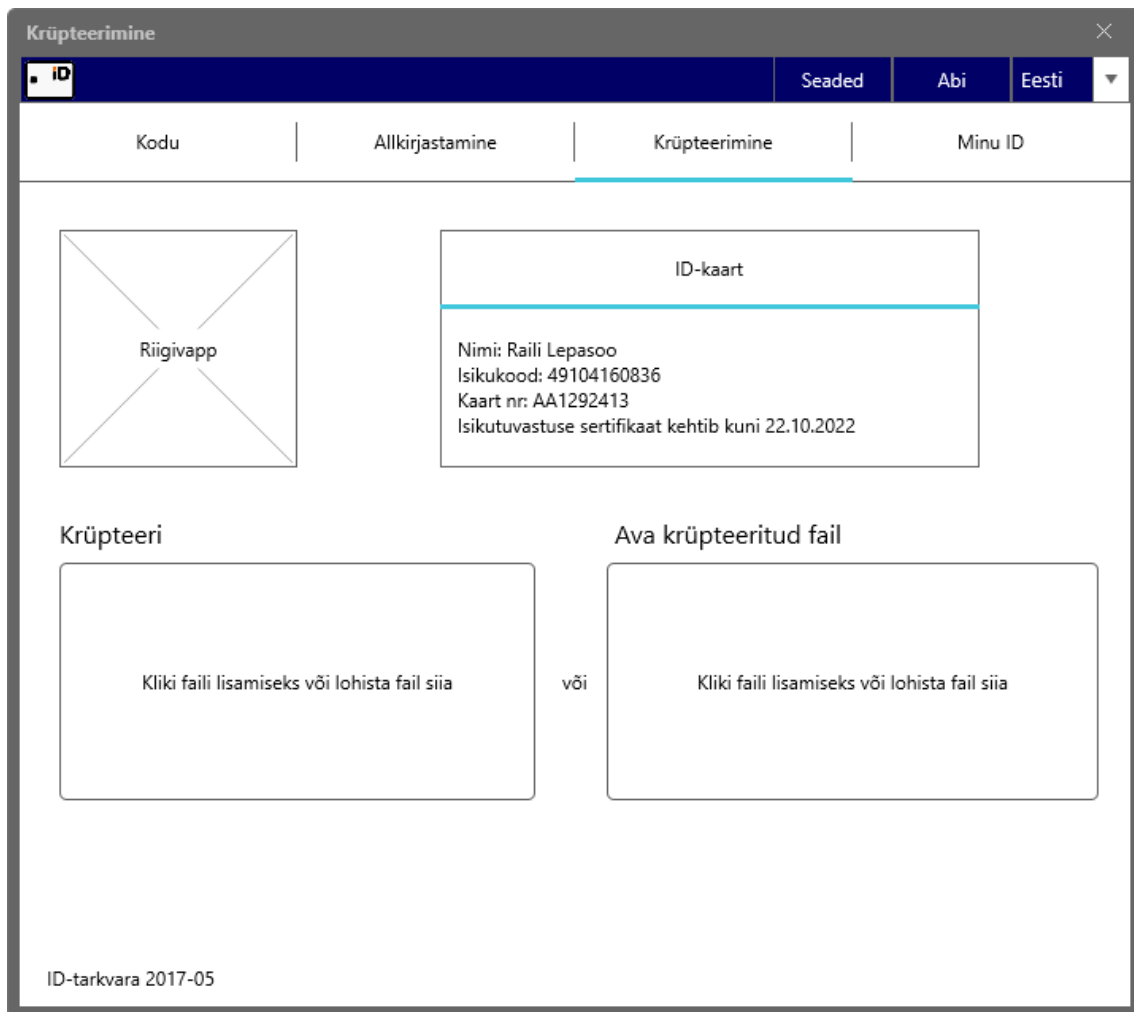 Krüpteerimine
iD
Seaded
Abi
Eesti
Kodu
Allkirjastamine
Krüpteerimine
Minu ID
Riigivapp
ID-kaart
Nimi: Raili Lepasoo
Isikukood: 49104160836
Kaart nr: AA1292413
Isikutuvastuse sertifikaat kehtib kuni 22.10.2022
Krüpteeri
Ava krüpteeritud fail
Kliki faili lisamiseks või lohista fail siia
või
Kliki faili lisamiseks või lohista fail siia
ID-tarkvara 2017-05